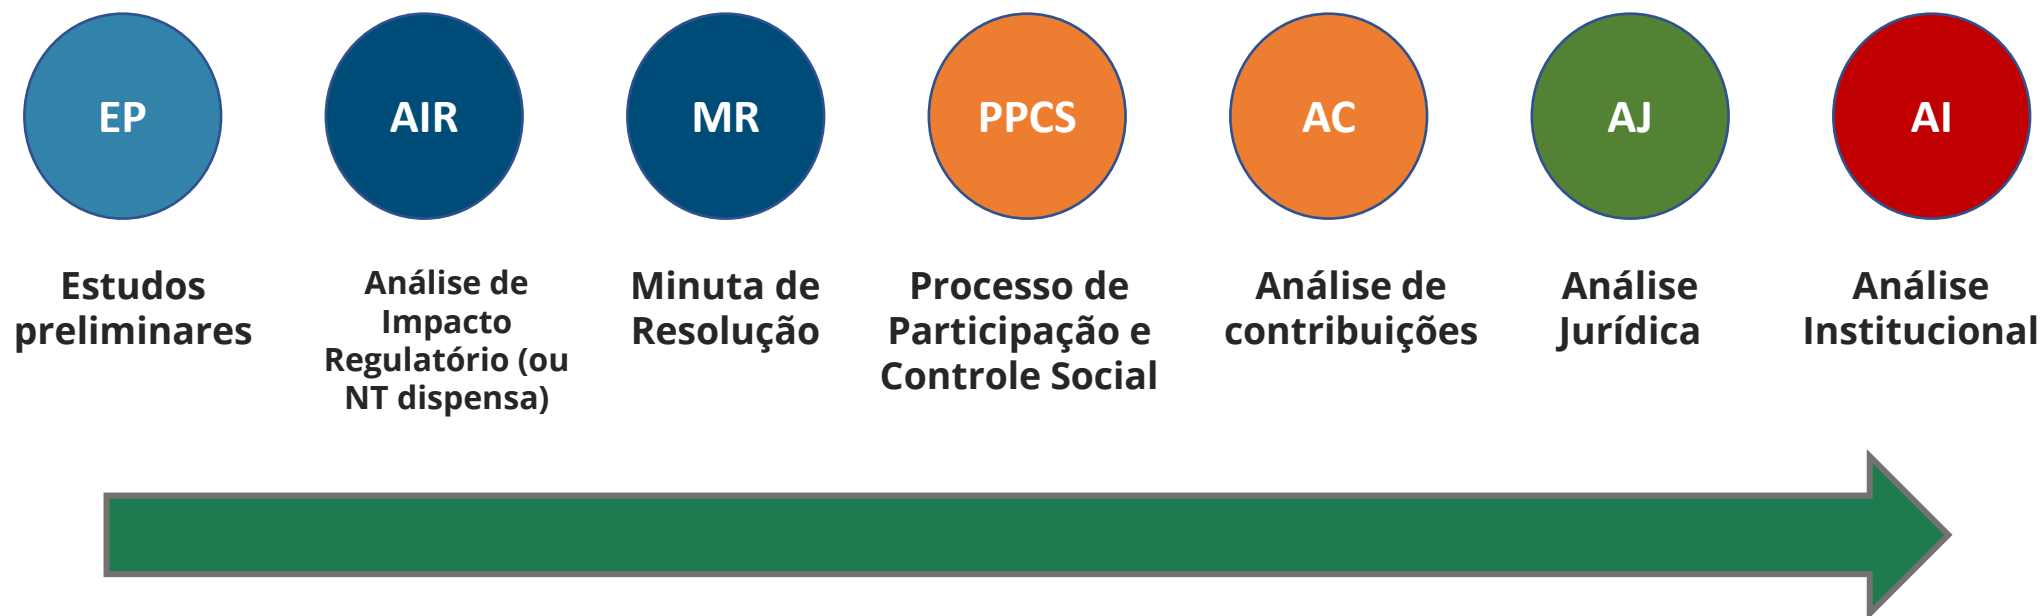 EP
AIR
MR
PPCS
AC
AJ
AI
Estudos
preliminares
Análise de
Impacto
Regulatório (ou
NT dispensa)
Minuta de
Resolução
Processo de
Participação e
Controle Social
Análise de
contribuições
Análise
Jurídica
Análise
Institucional